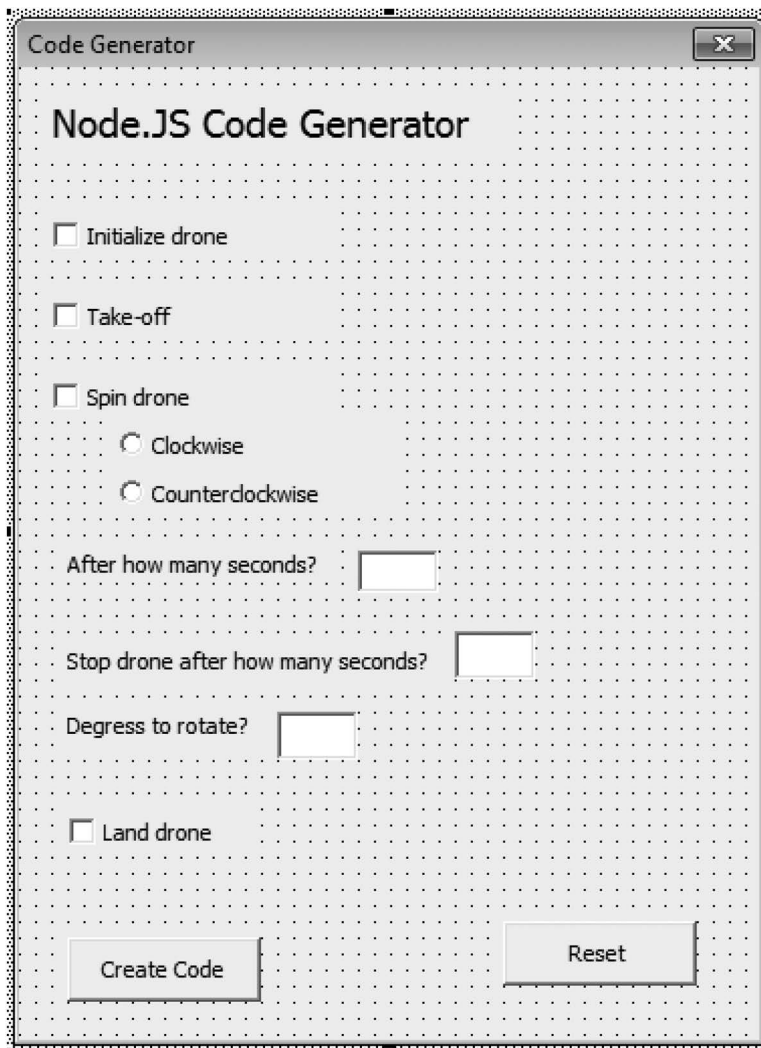 Code Generator
Node.JS Code Generator
Initialize drone
Take-off
Spin drone
Clockwise
Counterclockwise
After how many seconds?
Stop drone after how many seconds?
Degress to rotate?
Land drone
Create Code
Reset